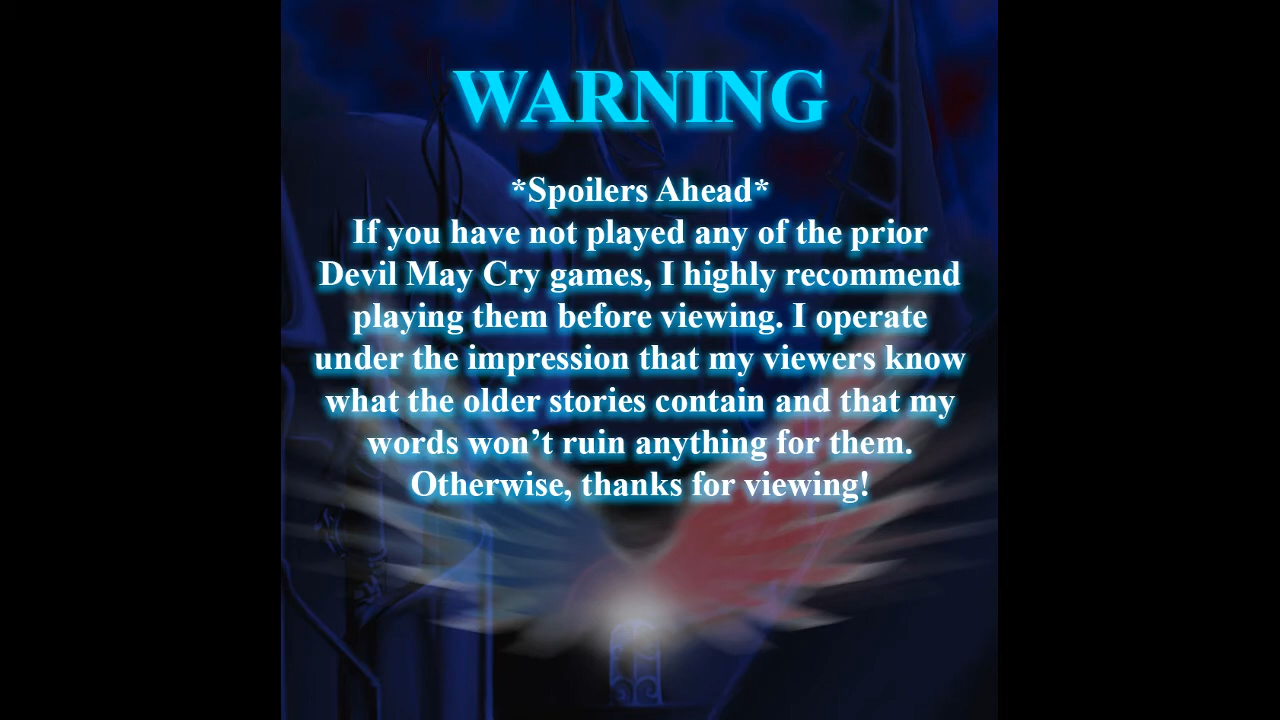 WARNING
*Spoilers Ahead*
If you have not played any of the prior
Devil May Cry games, I highly recommend
playing them before viewing. I operate
under the impression that my viewers know
what the older stories contain and that my
words won’t ruin anything for them.
Otherwise, thanks for viewing!